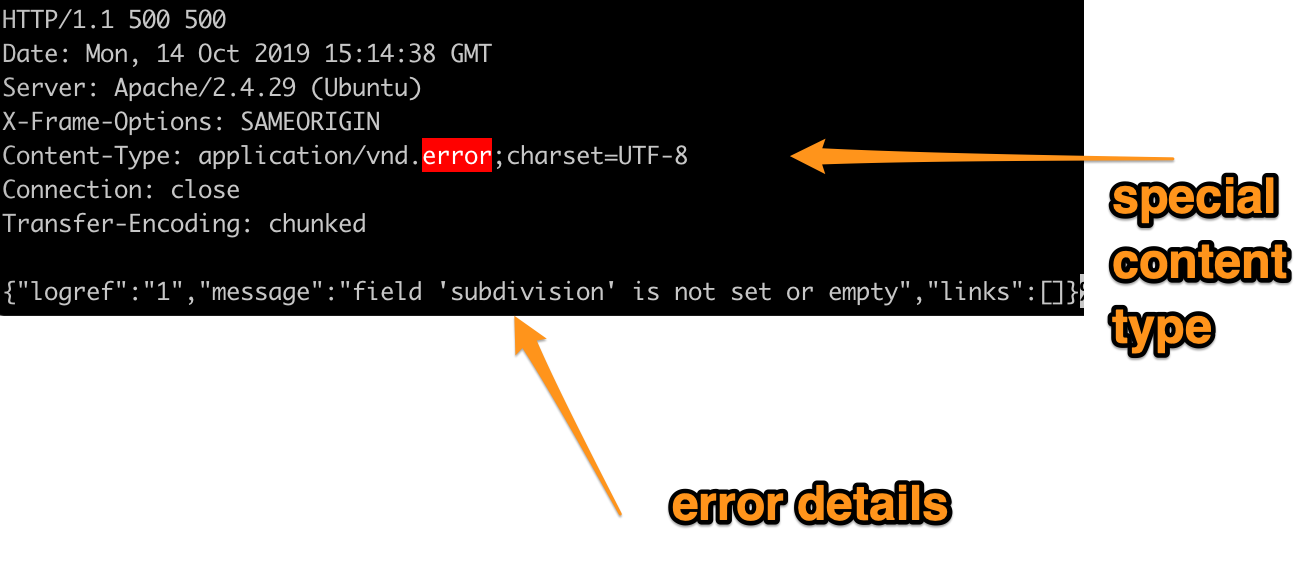 HTTP/1.1 500 500
Date: Mon, 14 Oct 2019 15:14:38 GMT
Server: Apache/2.4.29 (Ubuntu)
X-Frame-Options: SAMEORIGIN
Content-Type: application/vnd.error;charset=UTF-8
Connection: close
Transfer-Encoding: chunked
{"logref":"1","message":"field 'subdivision' is not set or empty","links":[]}
special
content
type
error details